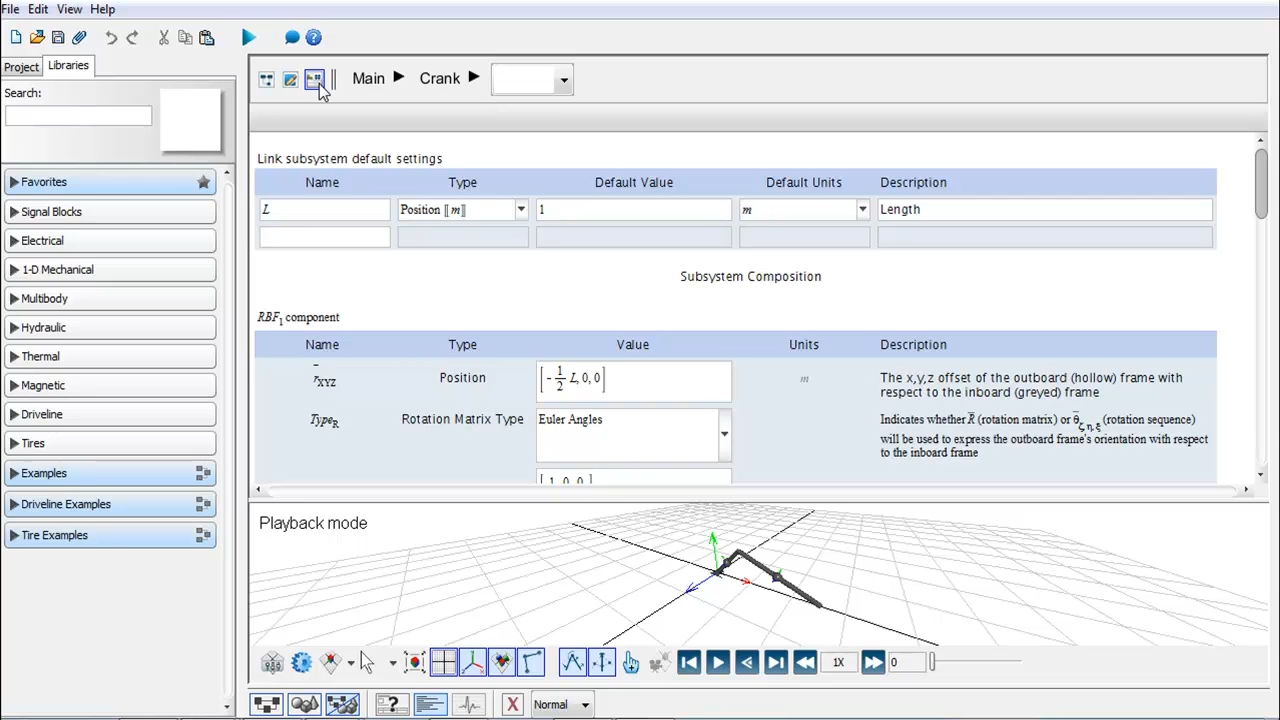 File Edit View Help
Project Libraries
Main Crank
Search:
Favorites
Signal Blocks
Electrical
1-D Mechanical
Multibody
Hydraulic
Thermal
Magnetic
Driveline
Tires
Examples
Driveline Examples
Tire Examples
Link subsystem default settings
Name Type Default Value Default Units Description
L Position [[ m ]] 1 m Length
Subsystem Composition
RBF1 component
Name Type Value Units Description
r̄XYZ Position [-1/2 L, 0, 0] m The x,y,z offset of the outboard (hollow) frame with
respect to the inboard (greyed) frame
TypeR Rotation Matrix Type Euler Angles Indicates whether R̄ (rotation matrix) or θ̄ζ, η, ξ (rotation sequence)
will be used to express the outboard frame's orientation with respect
to the inboard frame
[1, 0, 0]
Playback mode
1X 0
Normal